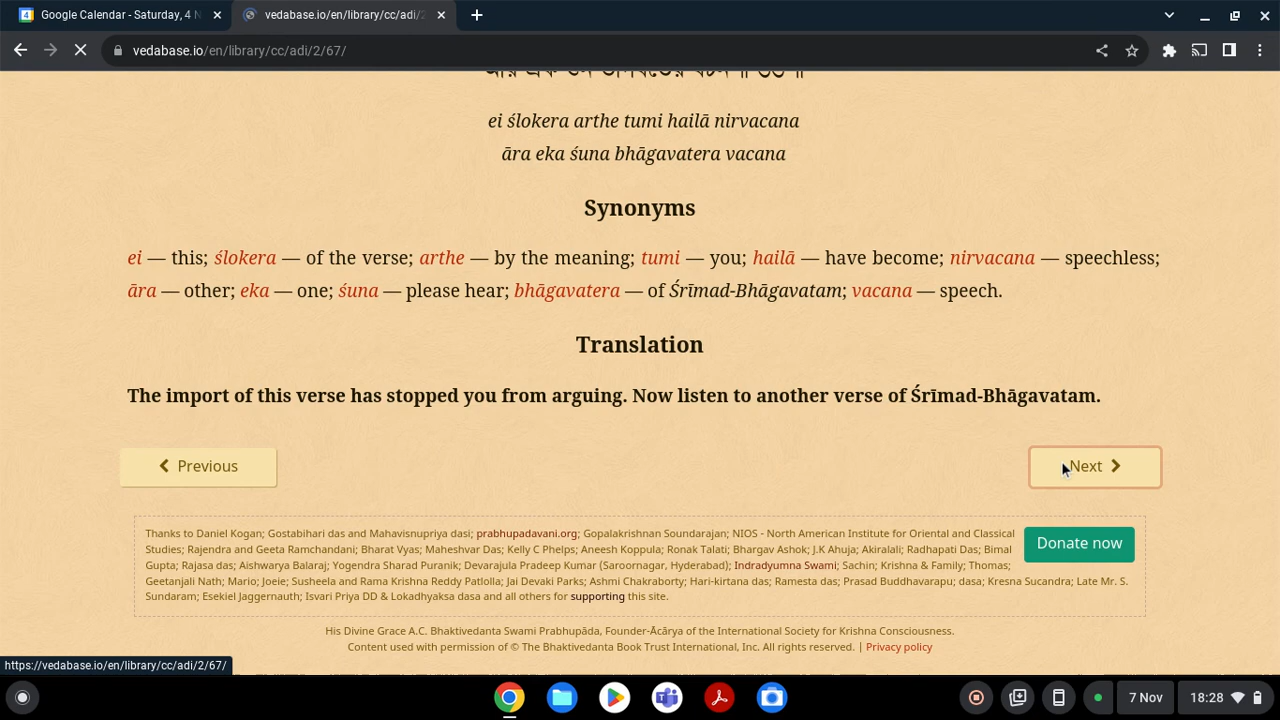 Google Calendar - Saturday, 4 N
vedabase.io/en/library/cc/adi/2/
vedabase.io/en/library/cc/adi/2/67/
ei ślokera arthe tumi hailā nirvacana
āra eka śuna bhāgavatera vacana
Synonyms
ei — this; ślokera — of the verse; arthe — by the meaning; tumi — you; hailā — have become; nirvacana — speechless;
āra — other; eka — one; śuna — please hear; bhāgavatera — of Śrīmad-Bhāgavatam; vacana — speech.
Translation
The import of this verse has stopped you from arguing. Now listen to another verse of Śrīmad-Bhāgavatam.
Previous
Next
Thanks to Daniel Kogan; Gostabihari das and Mahavisnupriya dasi; prabhupadavani.org; Gopalakrishnan Soundarajan; NIOS - North American Institute for Oriental and Classical
Studies; Rajendra and Geeta Ramchandani; Bharat Vyas; Maheshvar Das; Kelly C Phelps; Aneesh Koppula; Ronak Talati; Bhargav Ashok; J.K Ahuja; Akiralali; Radhapati Das; Bimal
Gupta; Rajasa das; Aishwarya Balaraj; Yogendra Sharad Puranik; Devarajula Pradeep Kumar (Saroornagar, Hyderabad); Indradyumna Swami; Sachin; Krishna & Family; Thomas;
Geetanjali Nath; Mario; Joeie; Susheela and Rama Krishna Reddy Patlolla; Jai Devaki Parks; Ashmi Chakraborty; Hari-kirtana das; Ramesta das; Prasad Buddhavarapu; dasa; Kresna Sucandra; Late Mr. S.
Sundaram; Esekiel Jaggernauth; Isvari Priya DD & Lokadhyaksa dasa and all others for supporting this site.
Donate now
His Divine Grace A.C. Bhaktivedanta Swami Prabhupāda, Founder-Ācārya of the International Society for Krishna Consciousness.
Content used with permission of © The Bhaktivedanta Book Trust International, Inc. All rights reserved. | Privacy policy
https://vedabase.io/en/library/cc/adi/2/67/
7 Nov
18:28